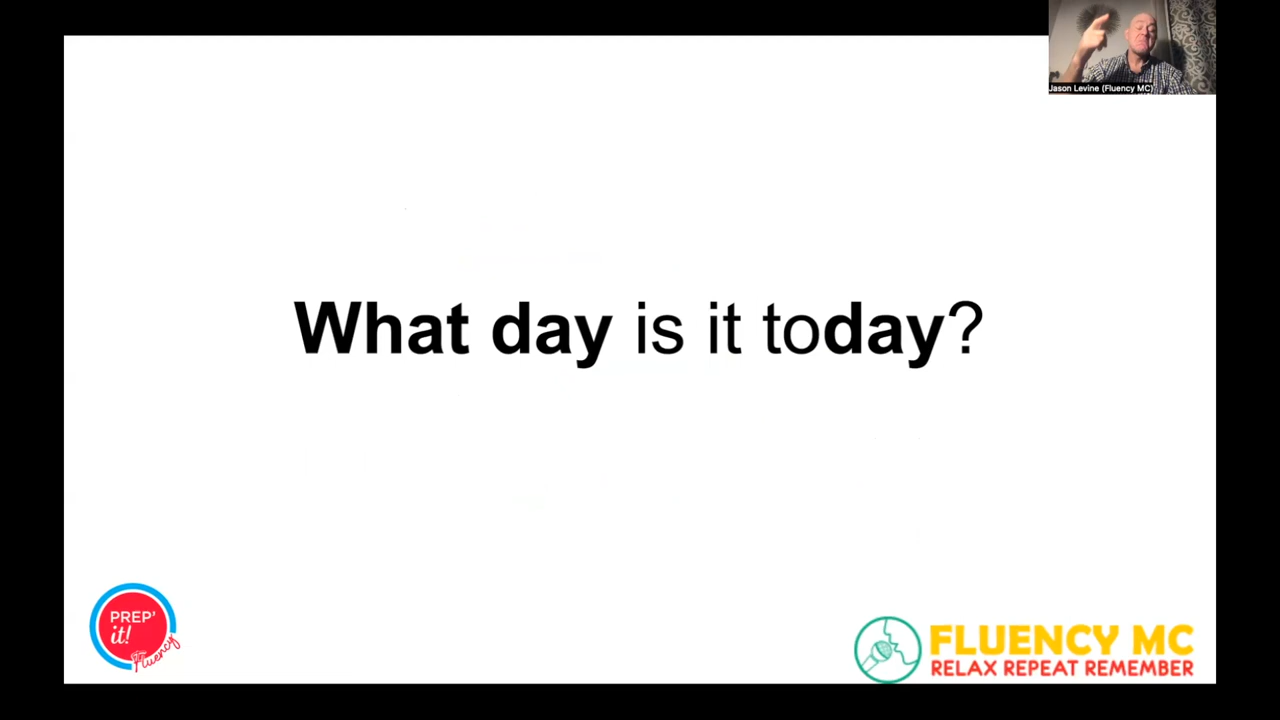 Jason Levine (Fluency MC)
What day is it today?
PREP'
it!
Fluency
FLUENCY MC
RELAX REPEAT REMEMBER